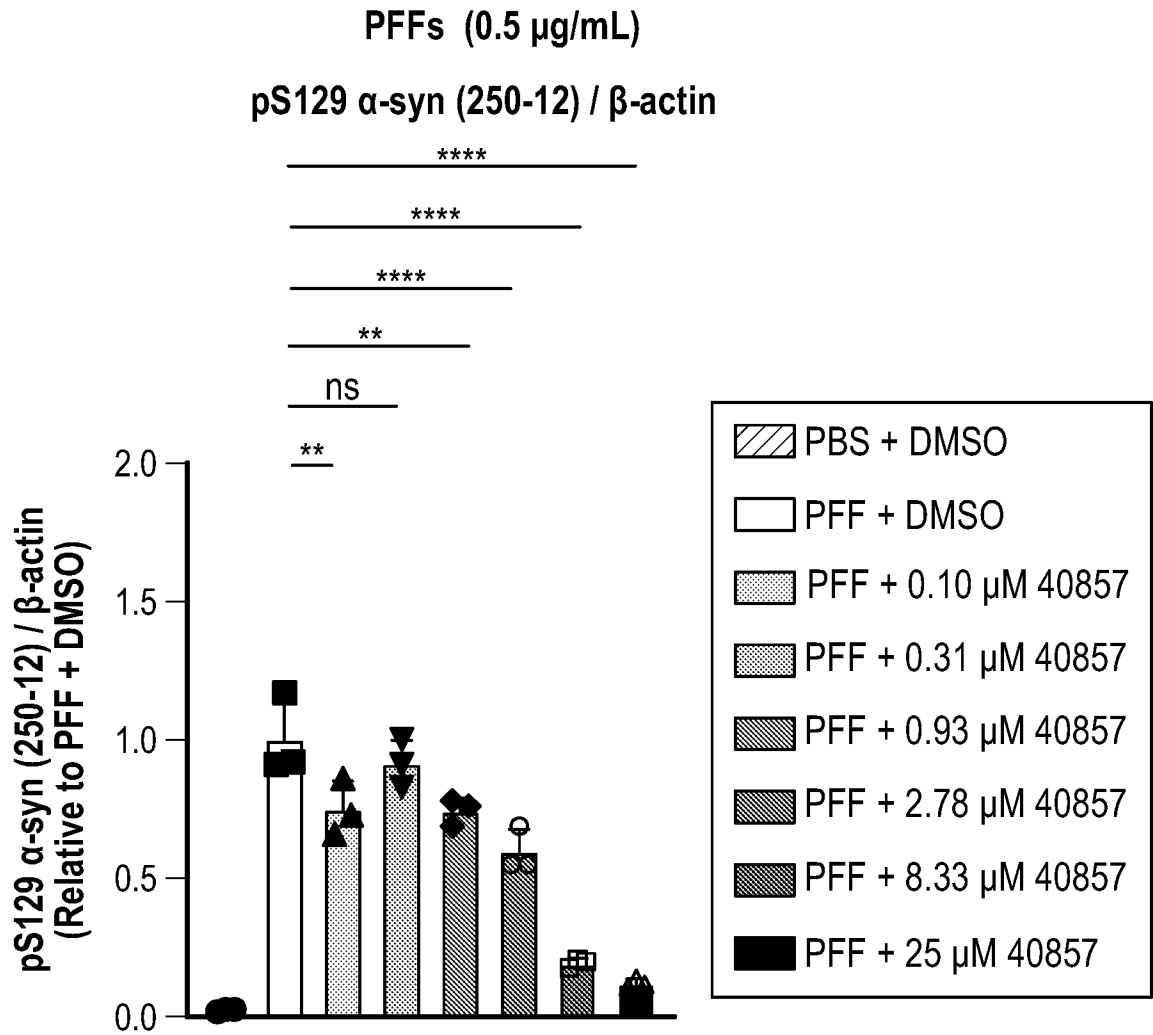 PFFs (0.5 µg/mL)
pS129 α-syn (250-12) / β-actin
****
****
****
**
ns
**
pS129 α-syn (250-12) / β-actin
(Relative to PFF + DMSO)
2.0
1.5
1.0
0.5
0.0
PBS + DMSO
PFF + DMSO
PFF + 0.10 µM 40857
PFF + 0.31 µM 40857
PFF + 0.93 µM 40857
PFF + 2.78 µM 40857
PFF + 8.33 µM 40857
PFF + 25 µM 40857